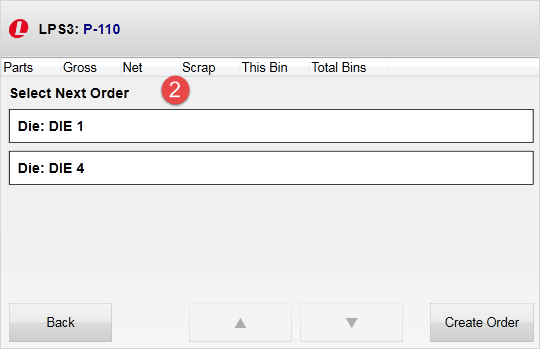 LPS3: P-110
Parts Gross Net Scrap This Bin Total Bins
Select Next Order 2
Die: DIE 1
Die: DIE 4
Back ▲ ▼ Create Order